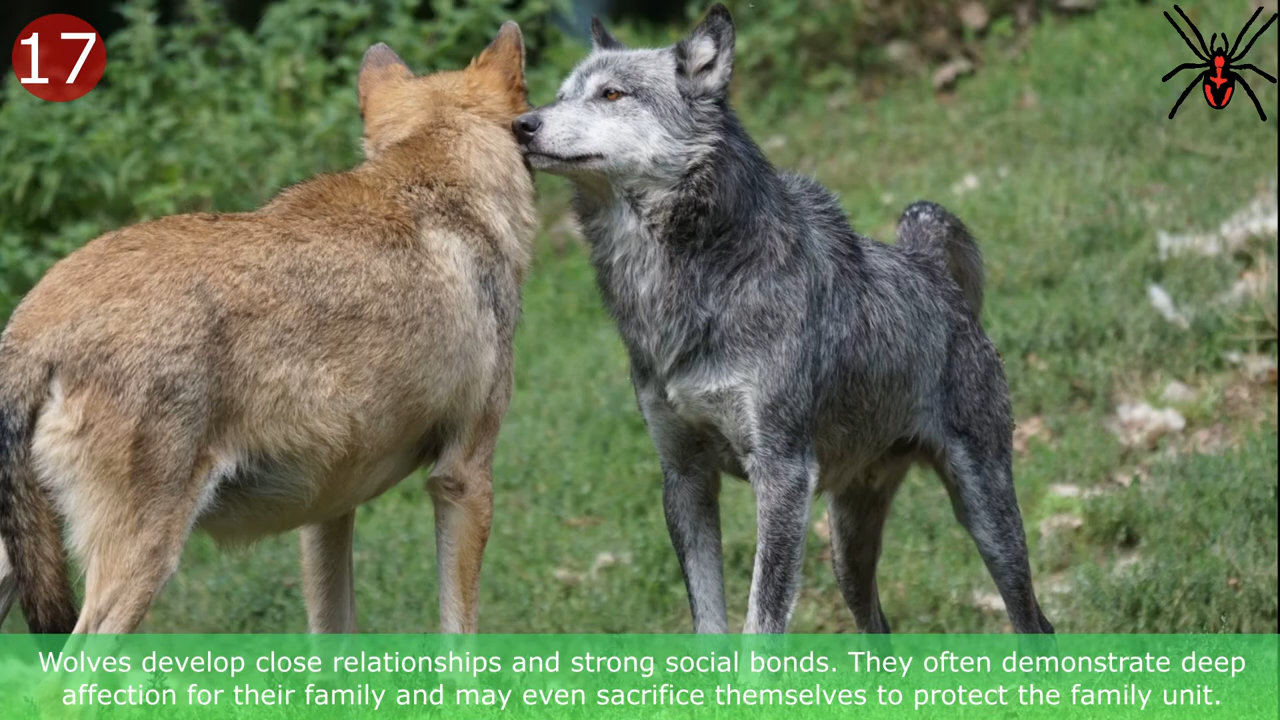 17
Wolves develop close relationships and strong social bonds. They often demonstrate deep
affection for their family and may even sacrifice themselves to protect the family unit.